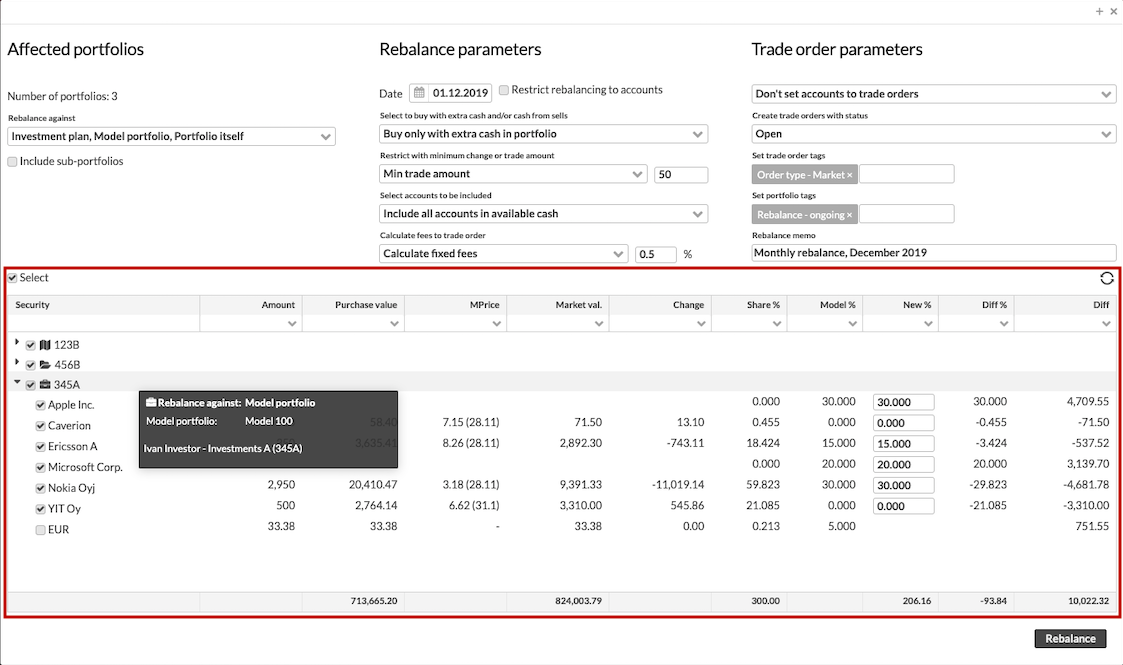 + ×
Affected portfolios
Number of portfolios: 3
Rebalance against
Investment plan, Model portfolio, Portfolio itself
Include sub-portfolios
Rebalance parameters
Date 01.12.2019 Restrict rebalancing to accounts
Select to buy with extra cash and/or cash from sells
Buy only with extra cash in portfolio
Restrict with minimum change or trade amount
Min trade amount 50
Select accounts to be included
Include all accounts in available cash
Calculate fees to trade order
Calculate fixed fees 0.5 %
Trade order parameters
Don't set accounts to trade orders
Create trade orders with status
Open
Set trade order tags
Order type - Market ×
Set portfolio tags
Rebalance - ongoing ×
Rebalance memo
Monthly rebalance, December 2019
Select
Security Amount Purchase value MPrice Market val. Change Share % Model % New % Diff % Diff
123B
456B
345A
Rebalance against: Model portfolio
Model portfolio: Model 100
Ivan Investor - Investments A (345A)
Apple Inc. 0.000 30.000 30.000 30.000 4,709.55
Caverion 58.40 7.15 (28.11) 71.50 13.10 0.455 0.000 0.000 -0.455 -71.50
Ericsson A 3,635.41 8.26 (28.11) 2,892.30 -743.11 18.424 15.000 15.000 -3.424 -537.52
Microsoft Corp. 0.000 20.000 20.000 20.000 3,139.70
Nokia Oyj 2,950 20,410.47 3.18 (28.11) 9,391.33 -11,019.14 59.823 30.000 30.000 -29.823 -4,681.78
YIT Oy 500 2,764.14 6.62 (31.1) 3,310.00 545.86 21.085 0.000 0.000 -21.085 -3,310.00
EUR 33.38 33.38 - 33.38 0.00 0.213 5.000 751.55
713,665.20 824,003.79 300.00 206.16 -93.84 10,022.32
Rebalance